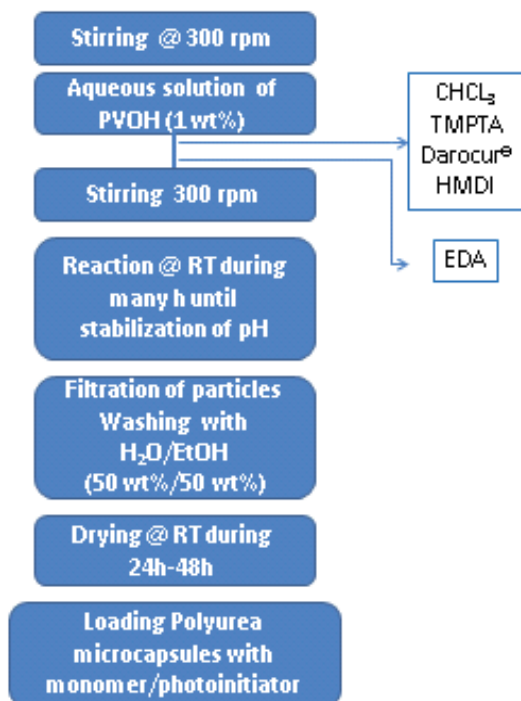 Stirring @ 300 rpm
Aqueous solution of
PVOH (1 wt%)
CHCL₃
TMPTA
Darocur®
HMDI
Stirring 300 rpm
EDA
Reaction @ RT during
many h until
stabilization of pH
Filtration of particles
Washing with
H₂O/EtOH
(50 wt%/50 wt%)
Drying @ RT during
24h-48h
Loading Polyurea
microcapsules with
monomer/photoinitiator